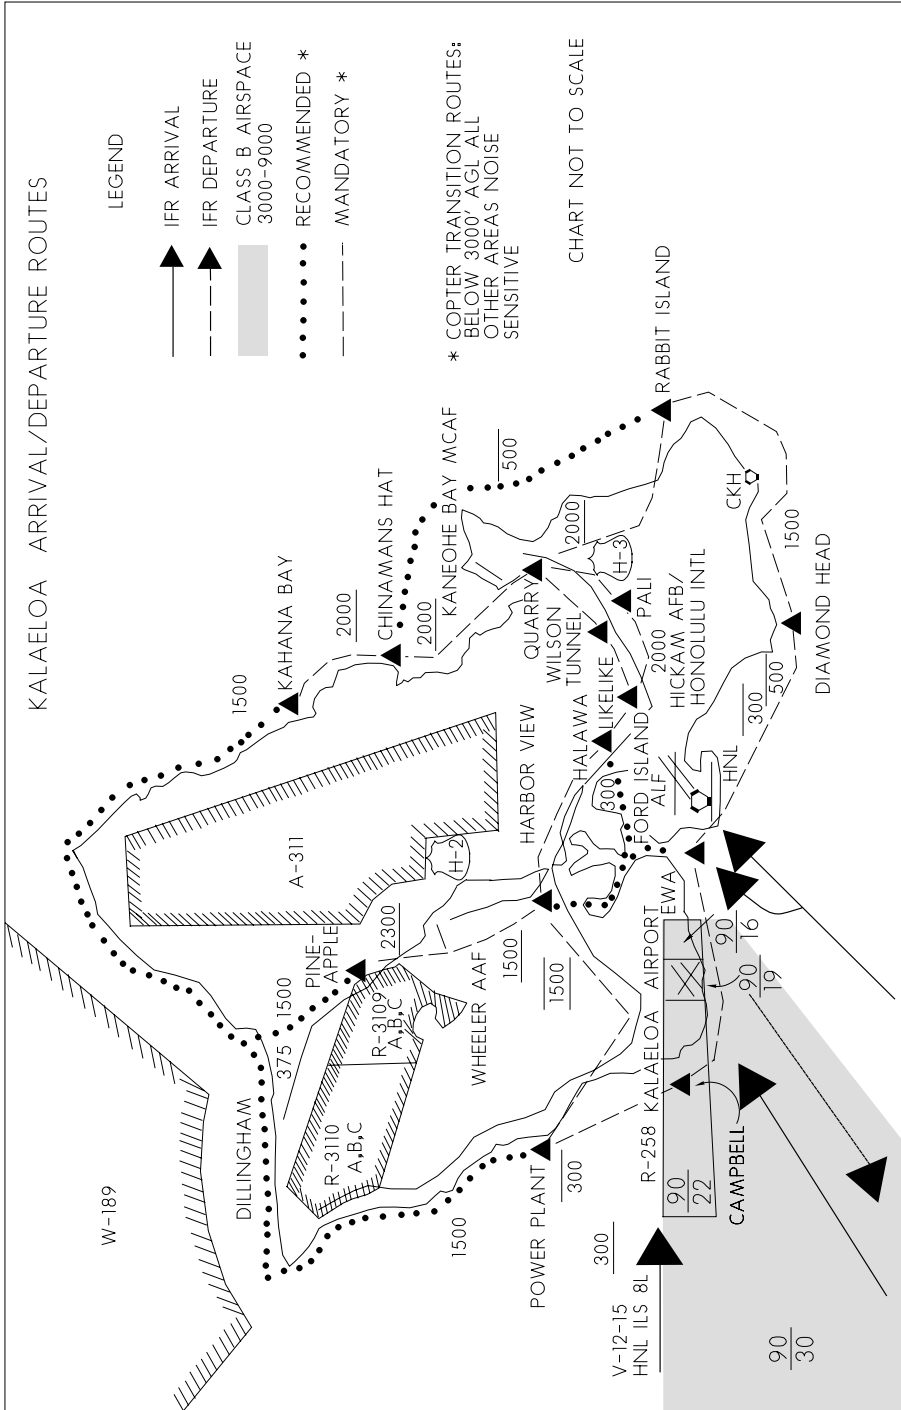 KALAELOA ARRIVAL/DEPARTURE ROUTES
LEGEND
IFR ARRIVAL
IFR DEPARTURE
CLASS B AIRSPACE
3000-9000
RECOMMENDED *
MANDATORY *
* COPTER TRANSITION ROUTES:
BELOW 3000' AGL ALL
OTHER AREAS NOISE
SENSITIVE
CHART NOT TO SCALE
W-189
DILLINGHAM
375
1500
PINE-
APPLE
2300
R-3109
A,B,C
R-3110
A,B,C
A-311
H-2
1500
KAHANA BAY
2000
CHINAMANS HAT
2000
KANEOHE BAY MCAF
500
RABBIT ISLAND
WHEELER AAF
1500
1500
HARBOR VIEW
QUARRY
WILSON
TUNNEL
2000
H-3
PALI
LIKELIKE
HALAWA
2000
HICKAM AFB/
HONOLULU INTL
300
FORD ISLAND
ALF
HNL
300
500
CKH
1500
DIAMOND HEAD
1500
POWER PLANT
300
300
V-12-15
HNL ILS 8L
R-258
KALAELOA AIRPORT
EWA
90
22
90
19
90
16
CAMPBELL
90
30